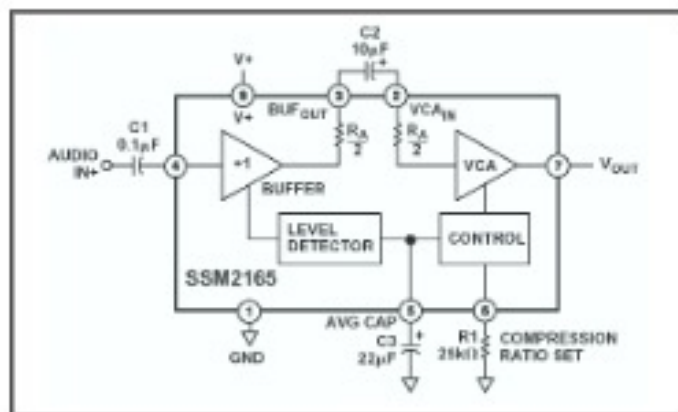 C2
10µF
+
V+
8
V+
3
BUFOUT
2
VCAIN
C1
0.1µF
AUDIO
IN+
4
+1
BUFFER
RA
2
RA
2
VCA
7
VOUT
LEVEL
DETECTOR
CONTROL
SSM2165
1
GND
AVG CAP
5
C3
22µF
+
6
R1
25kΩ
COMPRESSION
RATIO SET